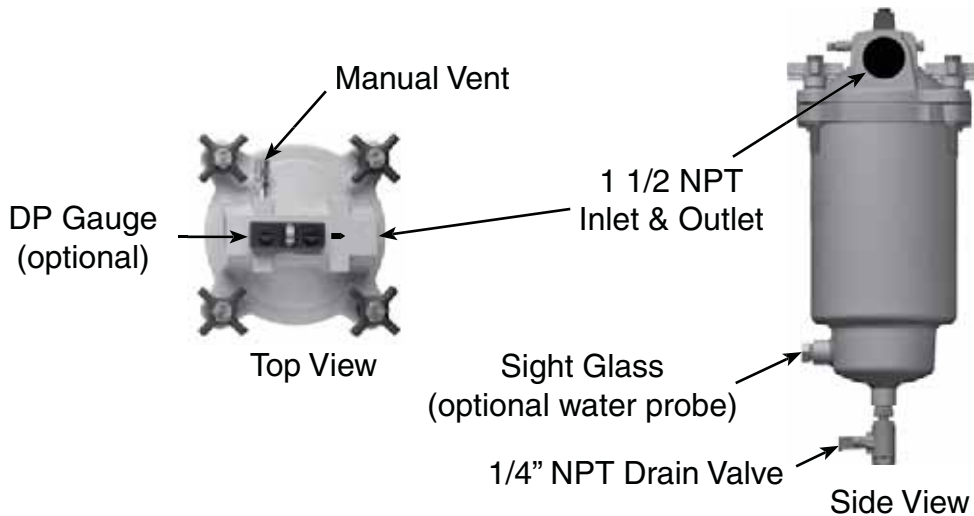 Manual Vent
DP Gauge
(optional)
1 1/2 NPT
Inlet & Outlet
Top View
Sight Glass
(optional water probe)
1/4” NPT Drain Valve
Side View